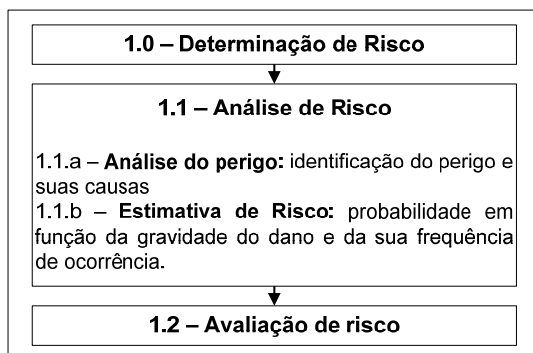 1.0 – Determinação de Risco
1.1 – Análise de Risco
1.1.a – Análise do perigo: identificação do perigo e
suas causas
1.1.b – Estimativa de Risco: probabilidade em
função da gravidade do dano e da sua frequência
de ocorrência.
1.2 – Avaliação de risco